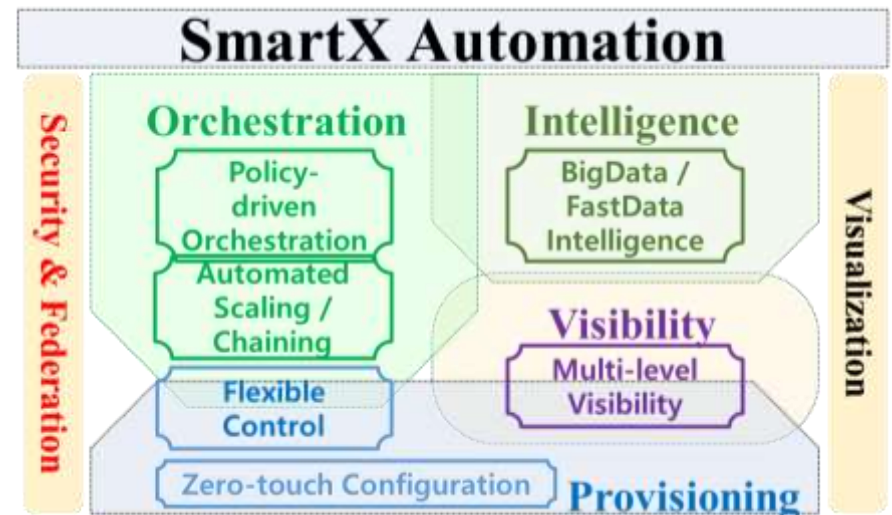 SmartX Automation
Security & Federation
Orchestration
Policy-
driven
Orchestration
Automated
Scaling /
Chaining
Flexible
Control
Zero-touch Configuration
Intelligence
BigData /
FastData
Intelligence
Visibility
Multi-level
Visibility
Provisioning
Visualization